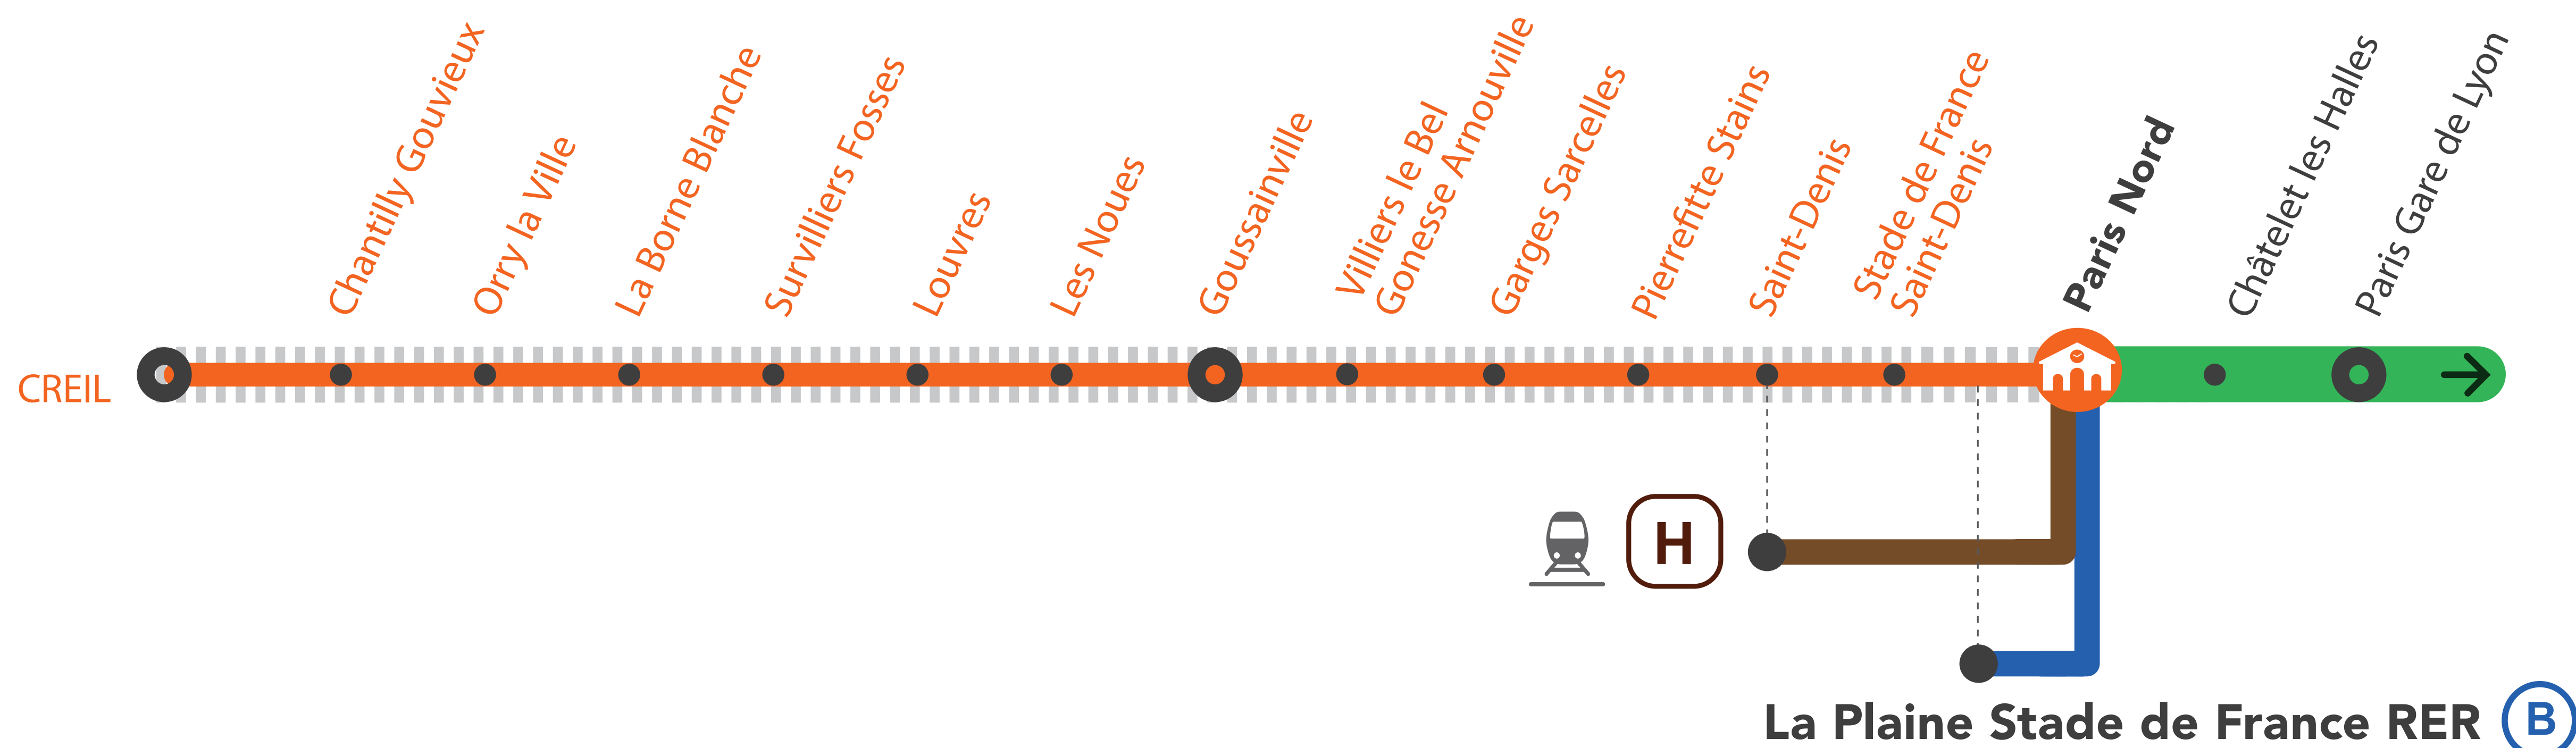 CREIL
Chantilly Gouvieux
Orry la Ville
La Borne Blanche
Survilliers Fosses
Louvres
Les Noues
Goussainville
Villiers le Bel
Gonesse Arnouville
Garges Sarcelles
Pierrefitte Stains
Saint-Denis
Stade de France
Saint-Denis
Paris Nord
Châtelet les Halles
Paris Gare de Lyon
H
La Plaine Stade de France RER B